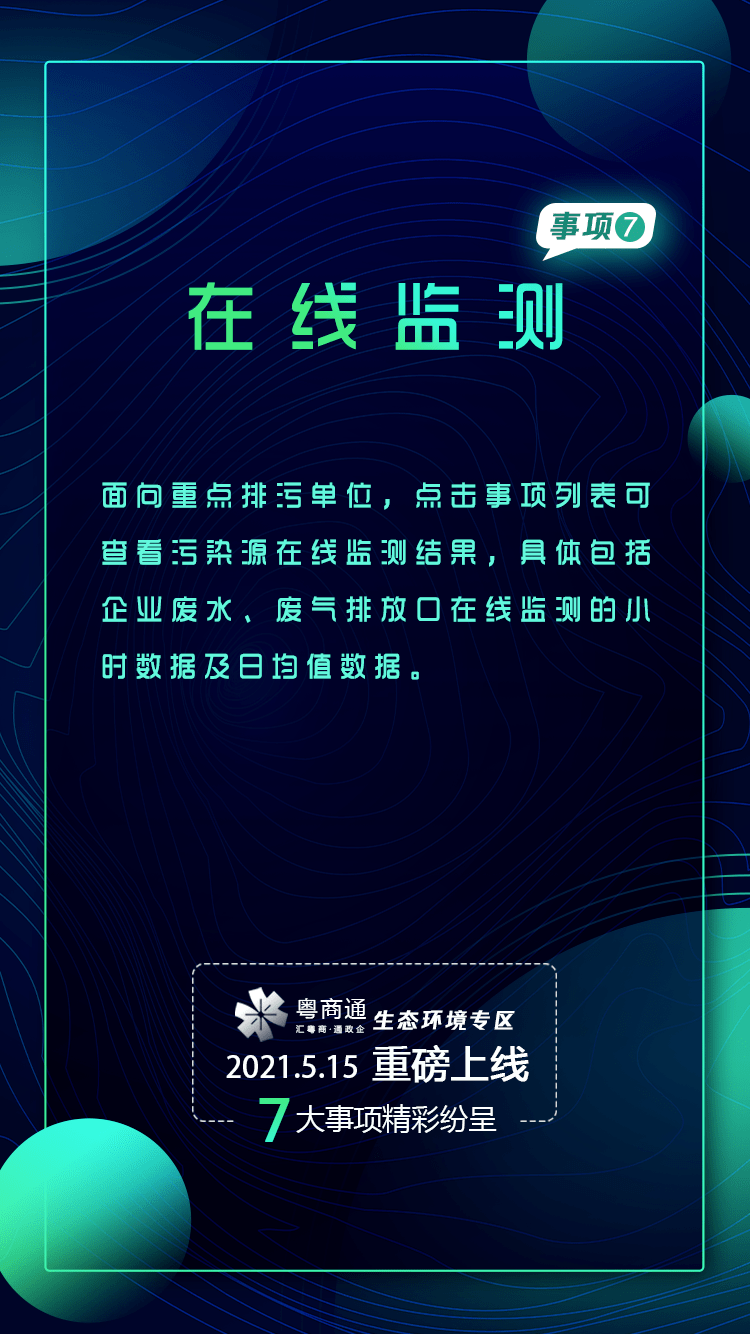 事项7
在线监测
面向重点排污单位，点击事项列表可
查看污染源在线监测结果，具体包括
企业废水、废气排放口在线监测的小
时数据及日均值数据。
粤商通 生态环境专区
汇粤商·通政企
2021.5.15 重磅上线
7大事项精彩纷呈